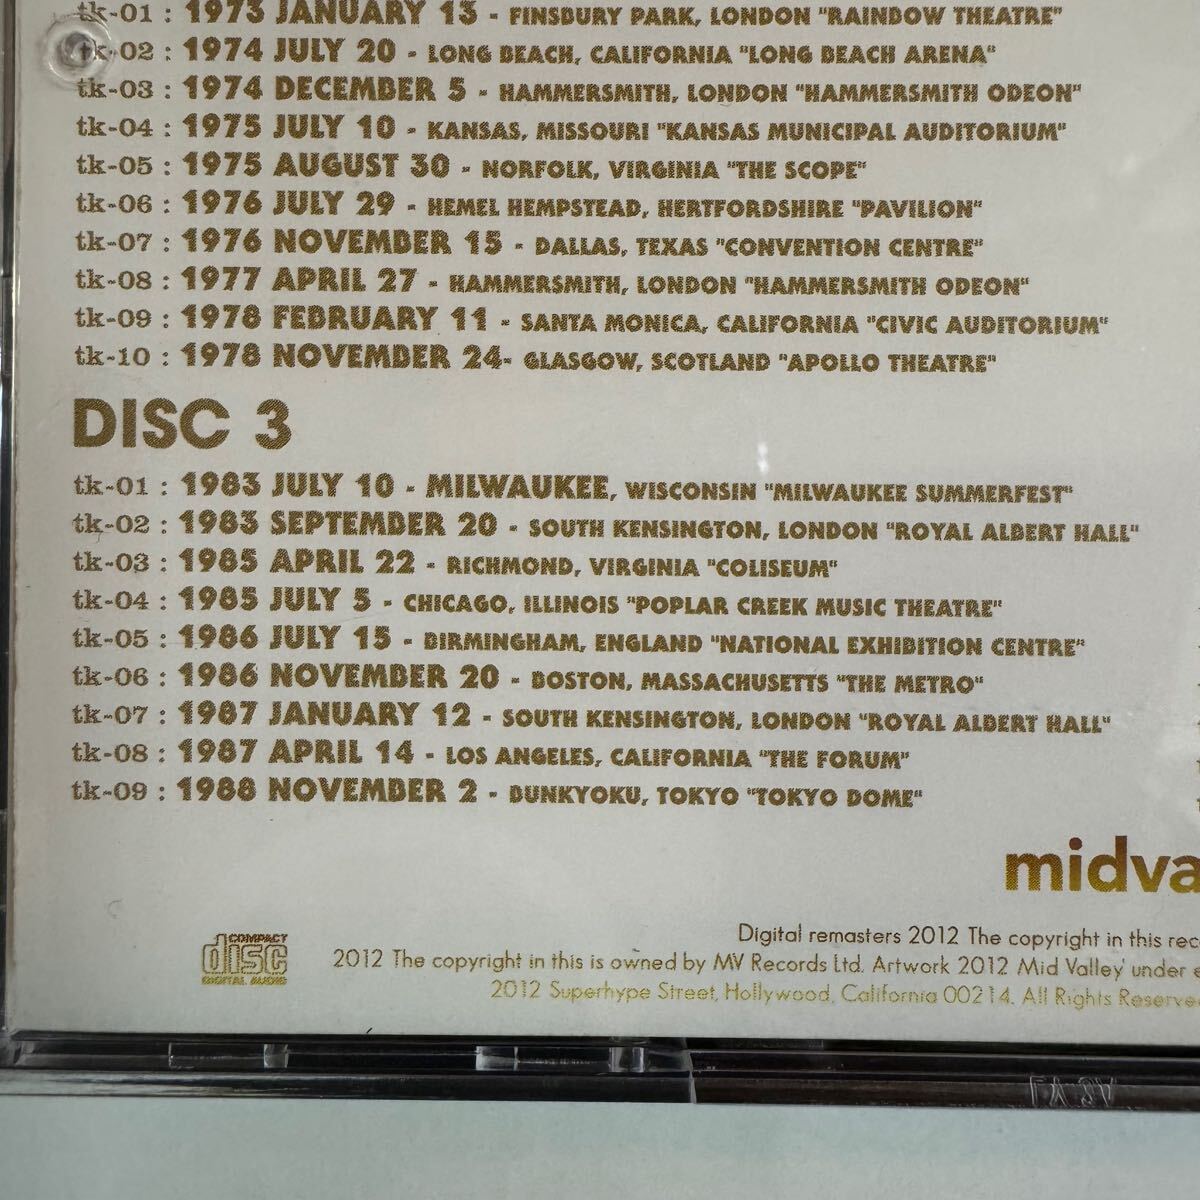 tk-01 : 1973 JANUARY 13 - FINSBURY PARK, LONDON "RAINBOW THEATRE"
tk-02 : 1974 JULY 20 - LONG BEACH, CALIFORNIA "LONG BEACH ARENA"
tk-03 : 1974 DECEMBER 5 - HAMMERSMITH, LONDON "HAMMERSMITH ODEON"
tk-04 : 1975 JULY 10 - KANSAS, MISSOURI "KANSAS MUNICIPAL AUDITORIUM"
tk-05 : 1975 AUGUST 30 - NORFOLK, VIRGINIA "THE SCOPE"
tk-06 : 1976 JULY 29 - HEMEL HEMPSTEAD, HERTFORDSHIRE "PAVILION"
tk-07 : 1976 NOVEMBER 15 - DALLAS, TEXAS "CONVENTION CENTRE"
tk-08 : 1977 APRIL 27 - HAMMERSMITH, LONDON "HAMMERSMITH ODEON"
tk-09 : 1978 FEBRUARY 11 - SANTA MONICA, CALIFORNIA "CIVIC AUDITORIUM"
tk-10 : 1978 NOVEMBER 24- GLASGOW, SCOTLAND "APOLLO THEATRE"
DISC 3
tk-01 : 1983 JULY 10 - MILWAUKEE, WISCONSIN "MILWAUKEE SUMMERFEST"
tk-02 : 1983 SEPTEMBER 20 - SOUTH KENSINGTON, LONDON "ROYAL ALBERT HALL"
tk-03 : 1985 APRIL 22 - RICHMOND, VIRGINIA "COLISEUM"
tk-04 : 1985 JULY 5 - CHICAGO, ILLINOIS "POPLAR CREEK MUSIC THEATRE"
tk-05 : 1986 JULY 15 - BIRMINGHAM, ENGLAND "NATIONAL EXHIBITION CENTRE"
tk-06 : 1986 NOVEMBER 20 - BOSTON, MASSACHUSETTS "THE METRO"
tk-07 : 1987 JANUARY 12 - SOUTH KENSINGTON, LONDON "ROYAL ALBERT HALL"
tk-08 : 1987 APRIL 14 - LOS ANGELES, CALIFORNIA "THE FORUM"
tk-09 : 1988 NOVEMBER 2 - BUNKYOKU, TOKYO "TOKYO DOME"
midva
COMPACT disc DIGITAL AUDIO
Digital remasters 2012 The copyright in this rec
2012 The copyright in this is owned by MV Records Ltd. Artwork 2012 Mid Valley under e
2012 Superhype Street, Hollywood, California 00214. All Rights Reserve